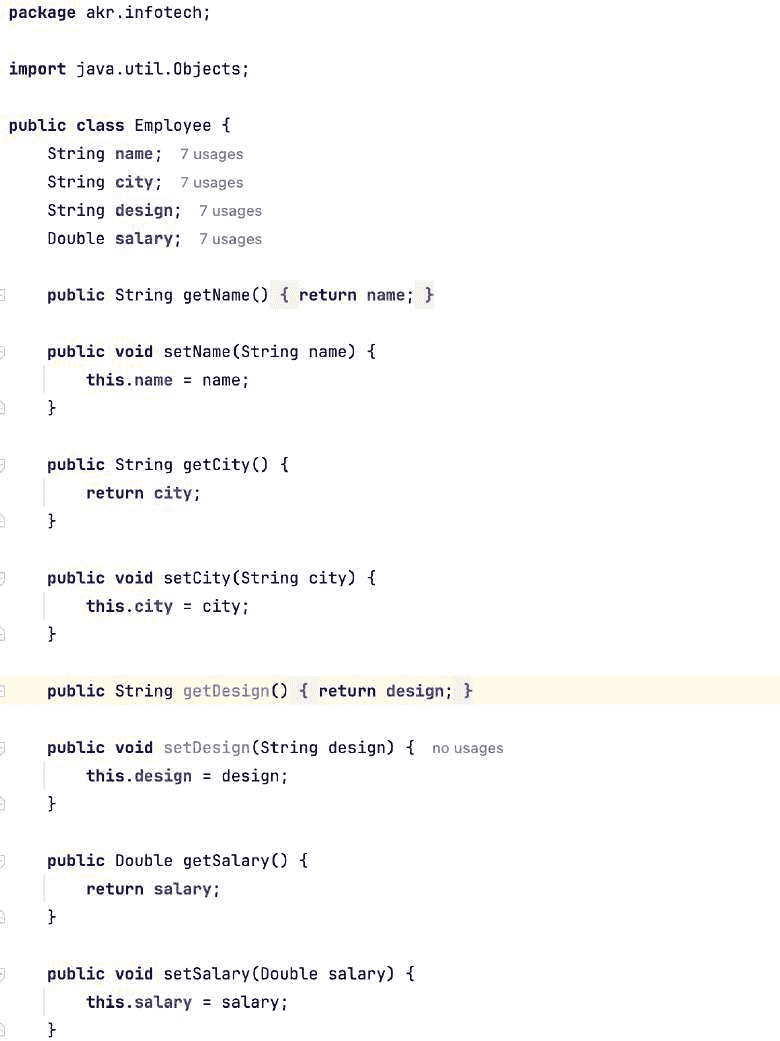 package akr.infotech;
import java.util.Objects;
public class Employee {
String name; 7 usages
String city; 7 usages
String design; 7 usages
Double salary; 7 usages
public String getName() { return name; }
public void setName(String name) {
this.name = name;
}
public String getCity() {
return city;
}
public void setCity(String city) {
this.city = city;
}
public String getDesign() { return design; }
public void setDesign(String design) { no usages
this.design = design;
}
public Double getSalary() {
return salary;
}
public void setSalary(Double salary) {
this.salary = salary;
}